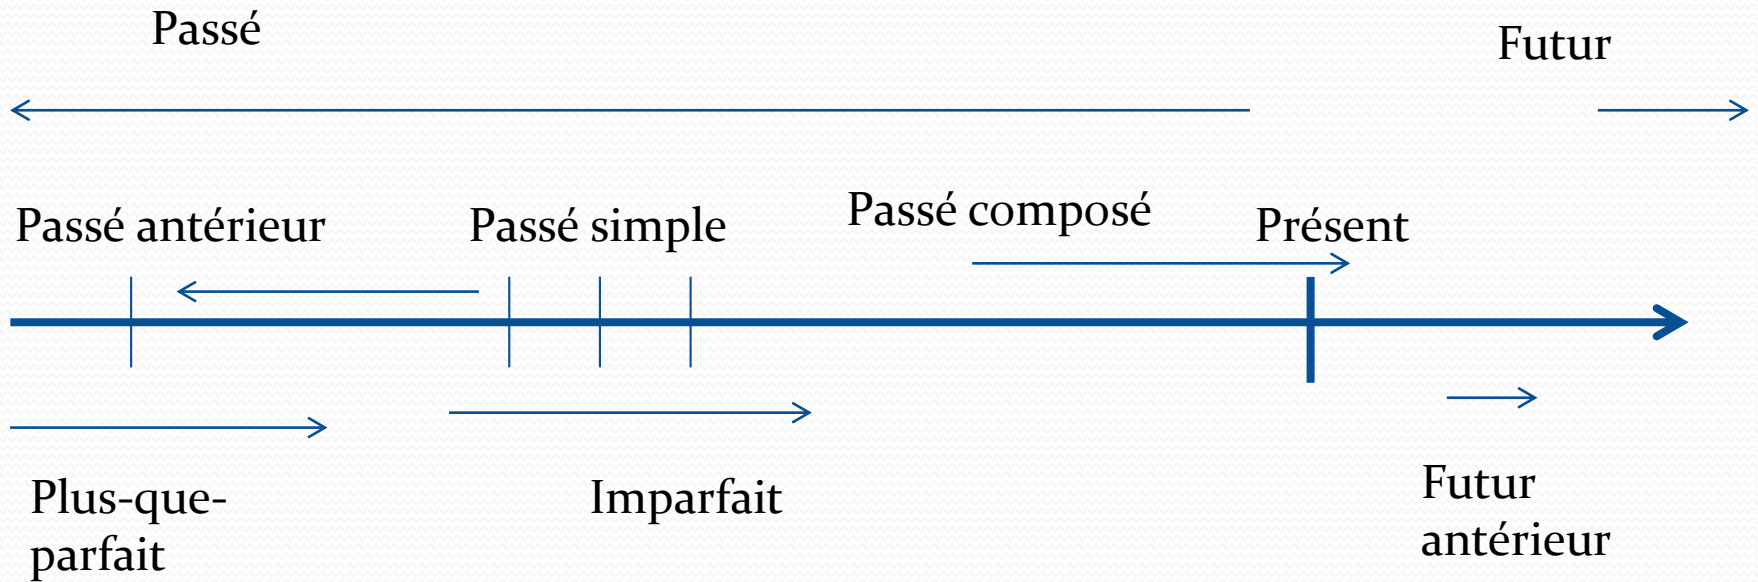 Passé
Futur
Passé antérieur
Passé simple
Passé composé
Présent
Plus-que-
parfait
Imparfait
Futur
antérieur